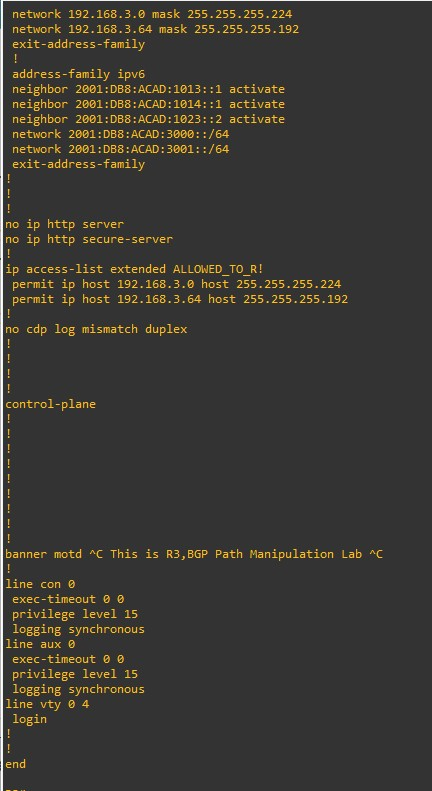 network 192.168.3.0 mask 255.255.255.224
network 192.168.3.64 mask 255.255.255.192
exit-address-family
!
address-family ipv6
neighbor 2001:DB8:ACAD:1013::1 activate
neighbor 2001:DB8:ACAD:1014::1 activate
neighbor 2001:DB8:ACAD:1023::2 activate
network 2001:DB8:ACAD:3000::/64
network 2001:DB8:ACAD:3001::/64
exit-address-family
!
!
!
no ip http server
no ip http secure-server
!
ip access-list extended ALLOWED_TO_R!
permit ip host 192.168.3.0 host 255.255.255.224
permit ip host 192.168.3.64 host 255.255.255.192
!
no cdp log mismatch duplex
!
!
!
!
control-plane
!
!
!
!
!
!
!
!
!
banner motd ^C This is R3,BGP Path Manipulation Lab ^C
!
line con 0
exec-timeout 0 0
privilege level 15
logging synchronous
line aux 0
exec-timeout 0 0
privilege level 15
logging synchronous
line vty 0 4
login
!
!
end